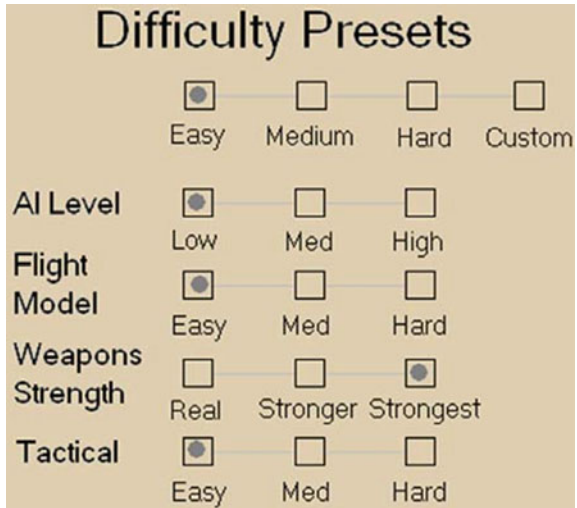 Difficulty Presets
Easy Medium Hard Custom
AI Level
Low Med High
Flight
Model
Easy Med Hard
Weapons
Strength
Real Stronger Strongest
Tactical
Easy Med Hard